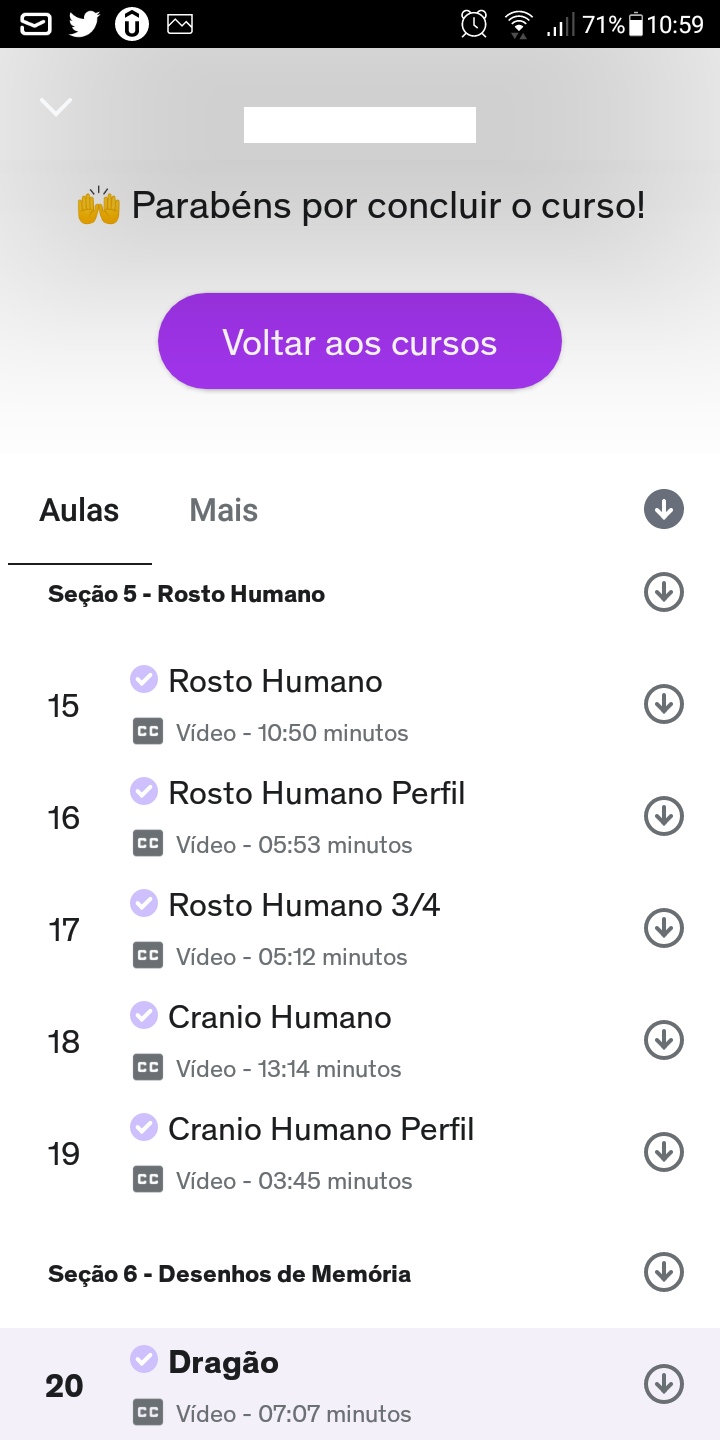 71% 10:59
Parabéns por concluir o curso!
Voltar aos cursos
Aulas Mais
Seção 5 - Rosto Humano
15 Rosto Humano
CC Vídeo - 10:50 minutos
16 Rosto Humano Perfil
CC Vídeo - 05:53 minutos
17 Rosto Humano 3/4
CC Vídeo - 05:12 minutos
18 Cranio Humano
CC Vídeo - 13:14 minutos
19 Cranio Humano Perfil
CC Vídeo - 03:45 minutos
Seção 6 - Desenhos de Memória
20 Dragão
CC Vídeo - 07:07 minutos